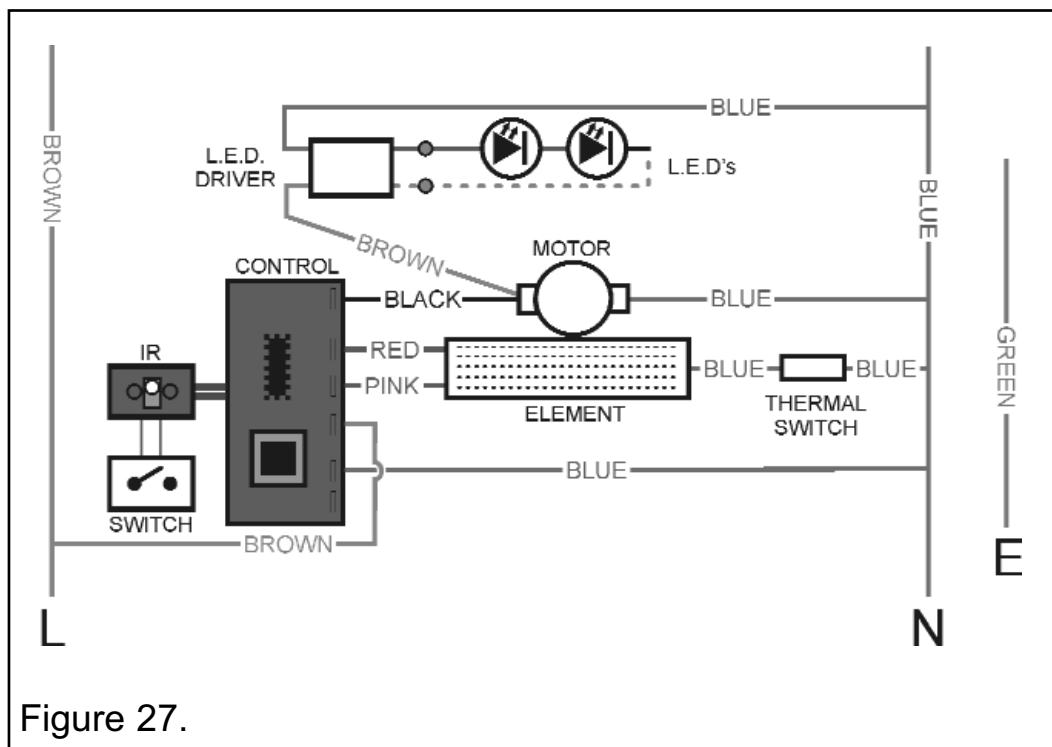 BLUE
BROWN
L.E.D.
DRIVER
L.E.D's
BLUE
BROWN
MOTOR
CONTROL
BLACK
BLUE
GREEN
IR
RED
PINK
BLUE
BLUE
ELEMENT
THERMAL
SWITCH
BLUE
SWITCH
BROWN
E
L
N
Figure 27.